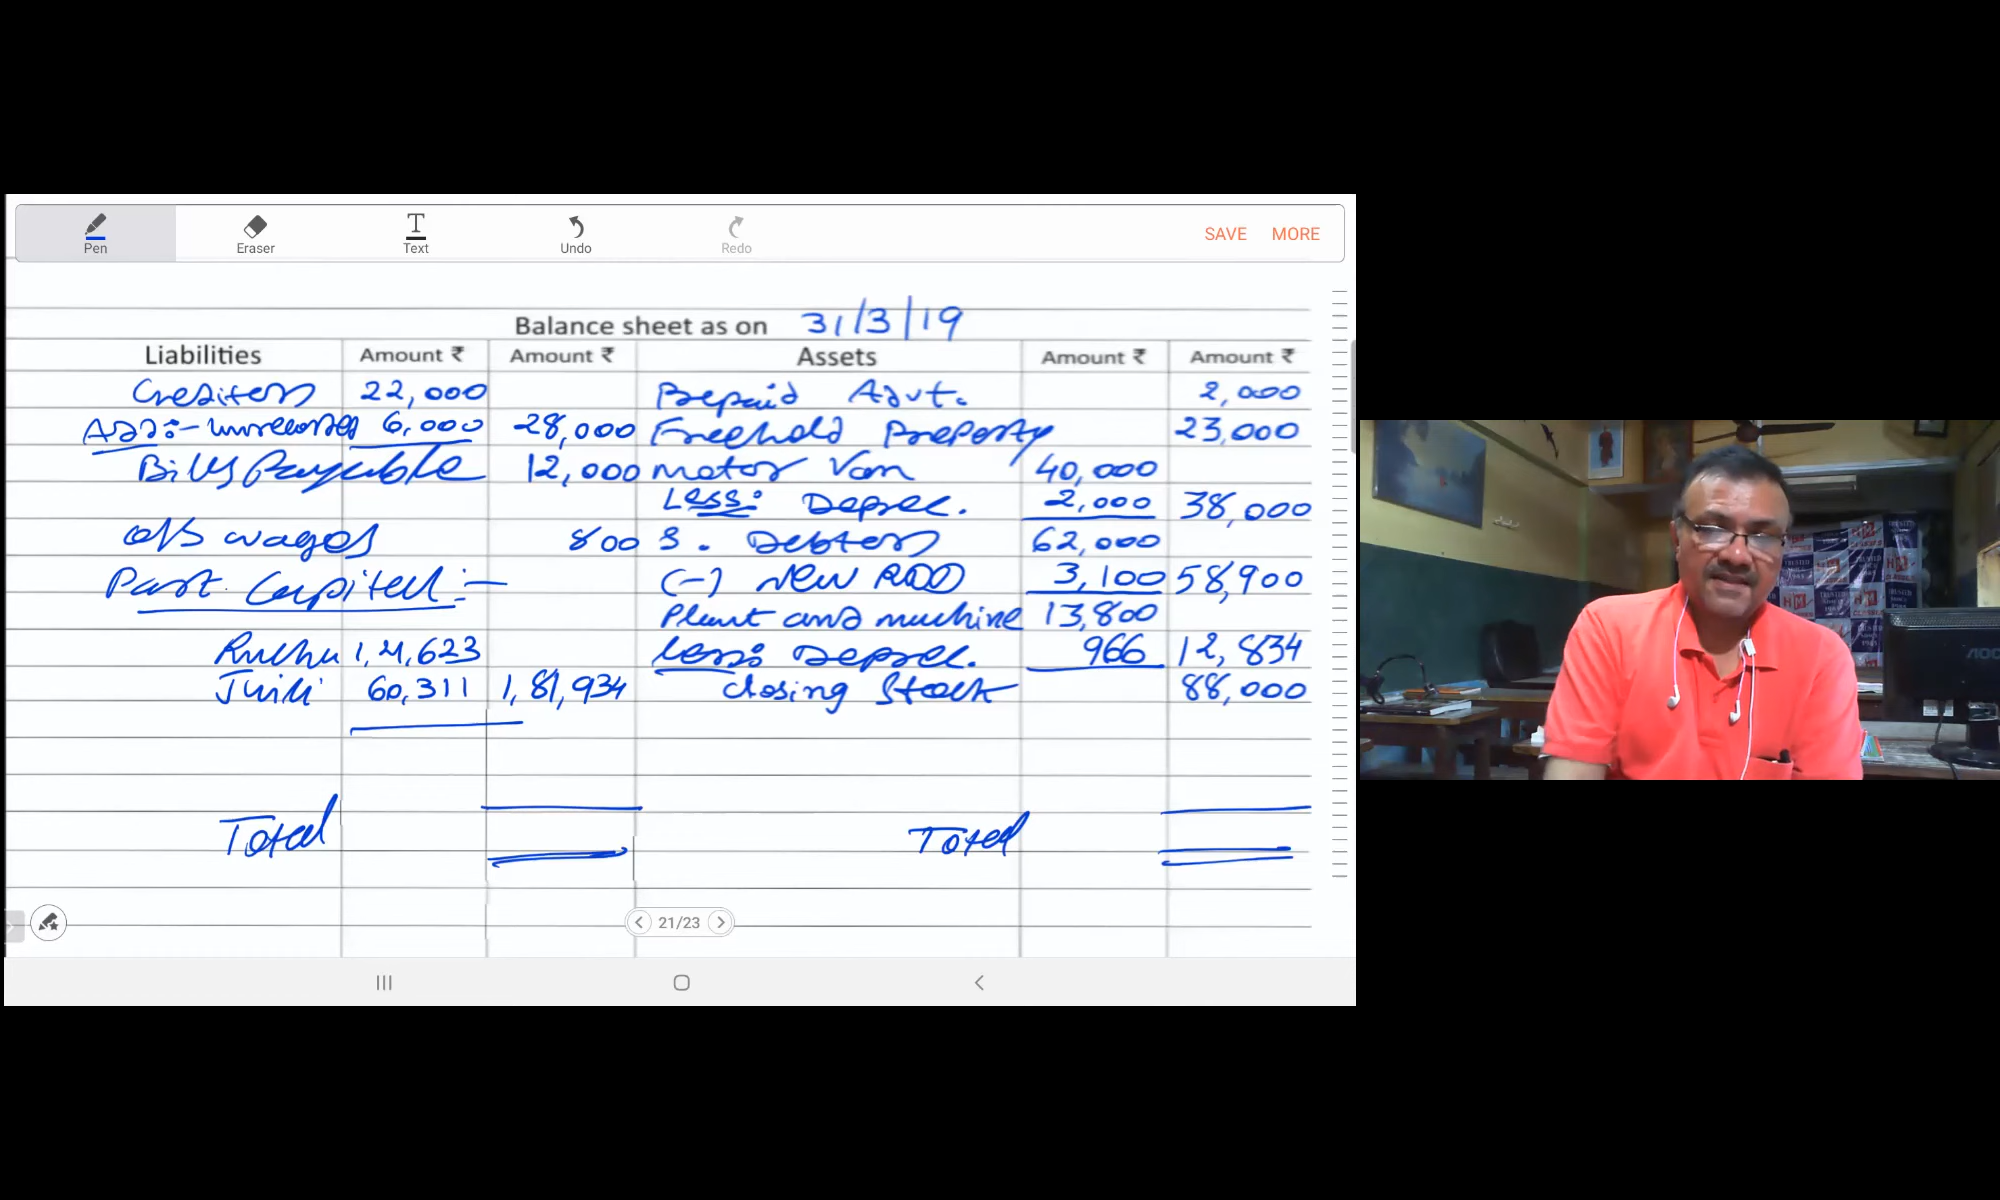 Pen Eraser Text Undo Redo SAVE MORE
Balance sheet as on 31/3/19
Liabilities Amount ₹ Amount ₹ Assets Amount ₹ Amount ₹
Creditors 22,000 Prepaid Advt. 2,000
Add:- unrecorded 6,000 28,000 Freehold Property 23,000
Bills Payable 12,000 Motor Van 40,000
Less: Deprec. 2,000 38,000
o/s wages 800 S. Debtors 62,000
Part. Capital :- (-) New RDD 3,100 58,900
Plant and machine 13,800
1,21,623 Less: Deprec. 966 12,834
60,311 1,81,934 Closing Stock 88,000
Total Total
21/23
TRUSTED
HM
AOC